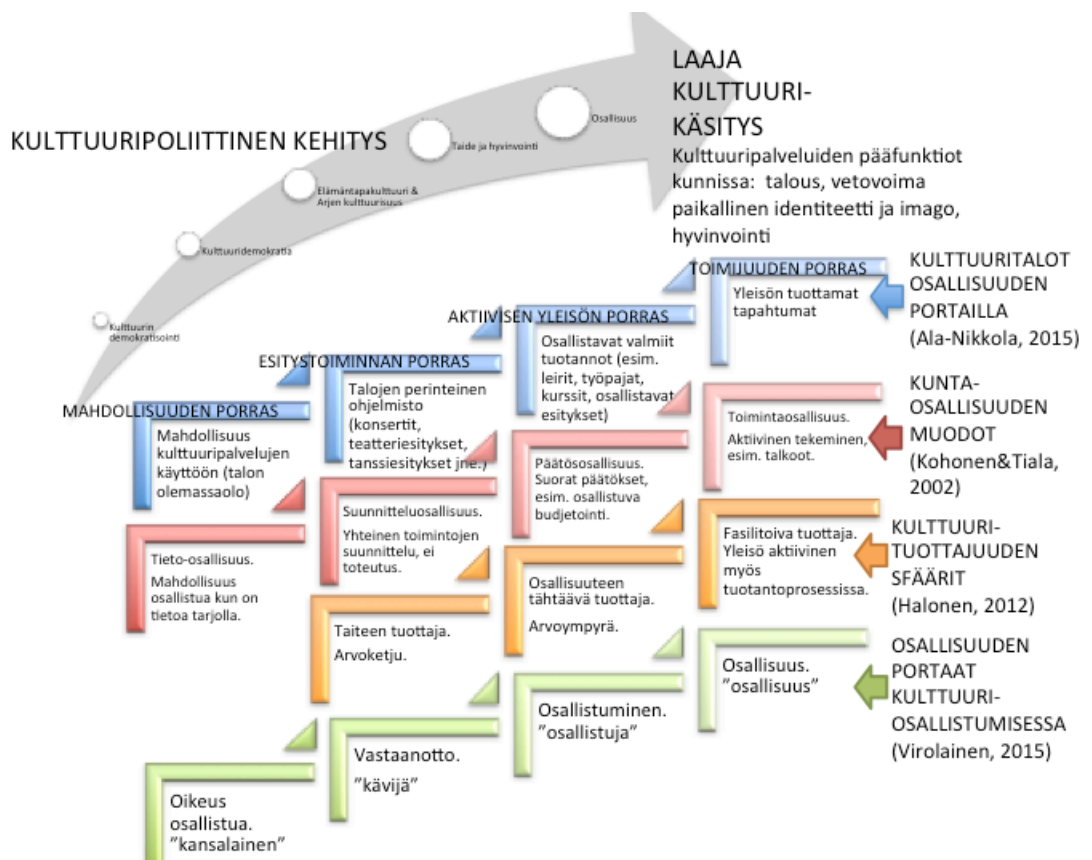 LAAJA
KULTTUURI-
KÄSITYS
Kulttuuripalveluiden pääfunktiot
kunnissa: talous, vetovoima
paikallinen identiteetti ja imago,
hyvinvointi
KULTTUURIPOLIITTINEN KEHITYS
Osallisuus
Taide ja hyvinvointi
Elämäntapakulttuuri &
Arjen kulttuurisuus
Kulttuuridemokratia
Kulttuurin
demokratisointi
MAHDOLLISUUDEN PORRAS
Mahdollisuus
kulttuuripalvelujen
käyttöön (talon
olemassaolo)
ESITYSTOIMINNAN PORRAS
Talojen perinteinen
ohjelmisto
(konsertit,
teatteriesitykset,
tanssiesitykset jne.)
AKTIIVISEN YLEISÖN PORRAS
Osallistavat valmiit
tuotannot (esim.
leirit, työpajat,
kurssit, osallistavat
esitykset)
TOIMIJUUDEN PORRAS
Yleisön tuottamat
tapahtumat
KULTTUURITALOT
OSALLISUUDEN
PORTAILLA
(Ala-Nikkola, 2015)
Tieto-osallisuus.
Mahdollisuus
osallistua kun on
tietoa tarjolla.
Suunnitteluosallisuus.
Yhteinen toimintojen
suunnittelu, ei
toteutus.
Päätösosallisuus.
Suorat päätökset,
esim. osallistuva
budjetointi.
Toimintaosallisuus.
Aktiivinen tekeminen,
esim. talkoot.
KUNTA-
OSALLISUUDEN
MUODOT
(Kohonen&Tiala,
2002)
Taiteen tuottaja.
Arvoketju.
Osallisuuteen
tähtäävä tuottaja.
Arvoympyrä.
Fasilitoiva tuottaja.
Yleisö aktiivinen
myös
tuotantoprosessissa.
KULTTUURI-
TUOTTAJUUDEN
SFÄÄRIT
(Halonen, 2012)
Oikeus
osallistua.
”kansalainen”
Vastaanotto.
”kävijä”
Osallistuminen.
”osallistuja”
Osallisuus.
”osallisuus”
OSALLISUUDEN
PORTAAT
KULTTUURI-
OSALLISTUMISESSA
(Virolainen, 2015)